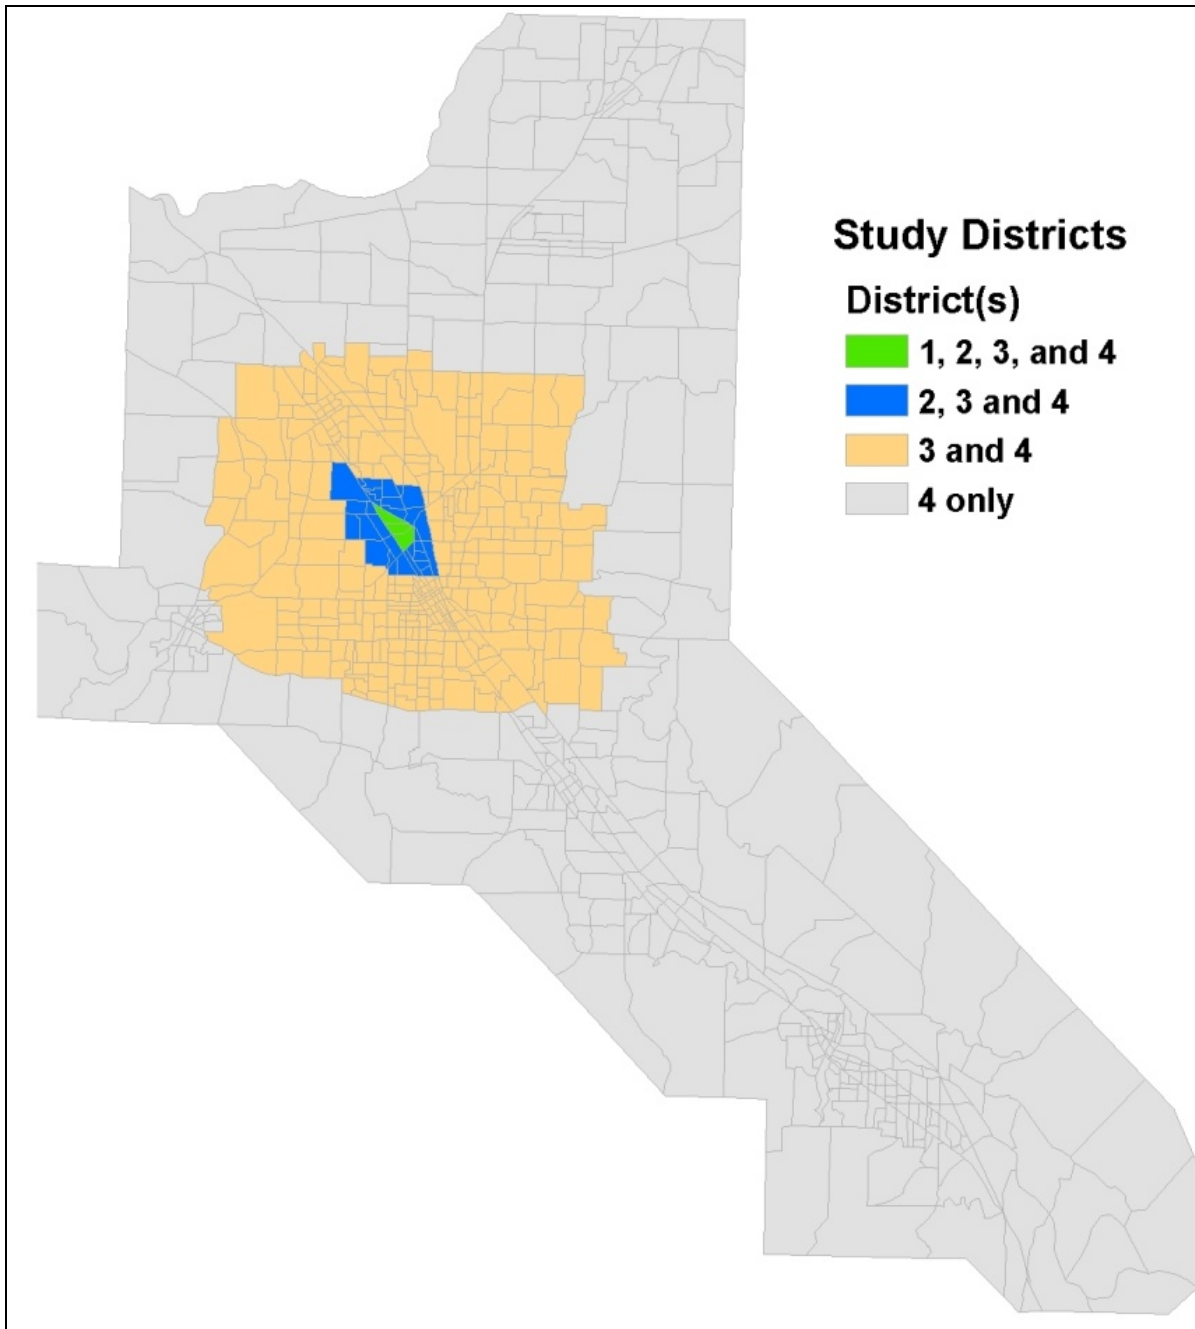 Study Districts
District(s)
1, 2, 3, and 4
2, 3 and 4
3 and 4
4 only